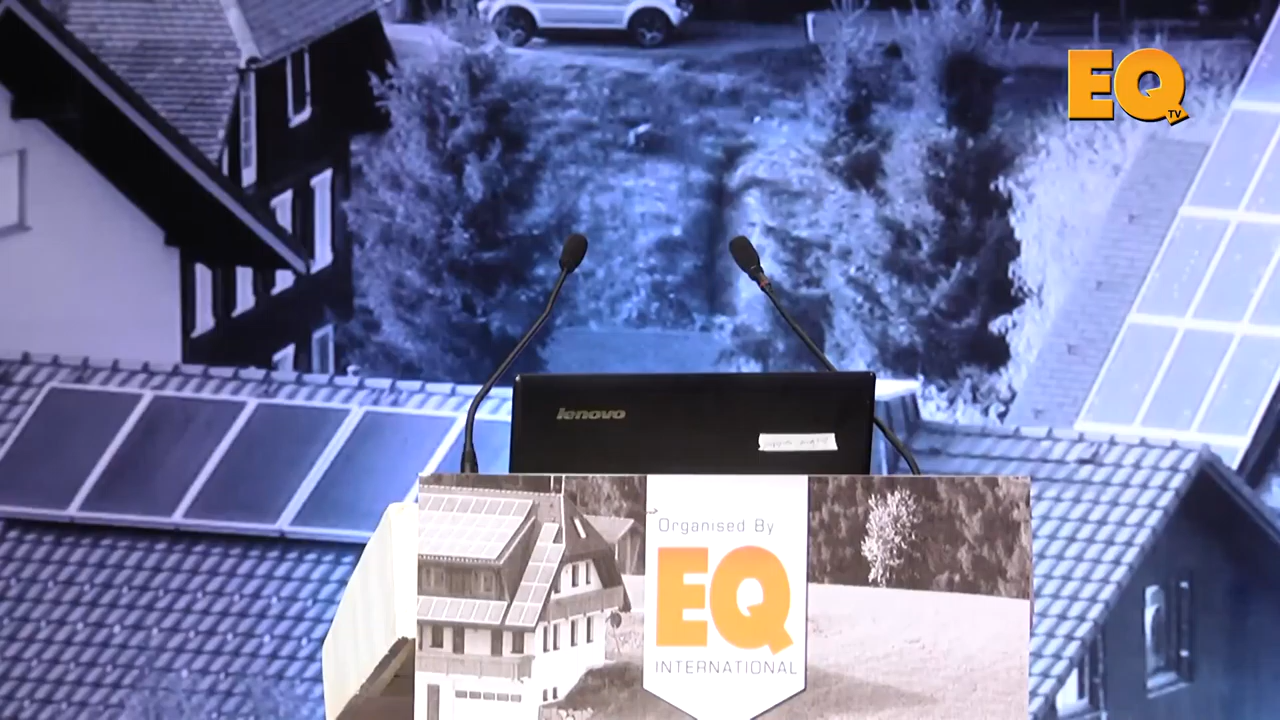 EQ
TV
lenovo
Organised By
EQ
INTERNATIONAL